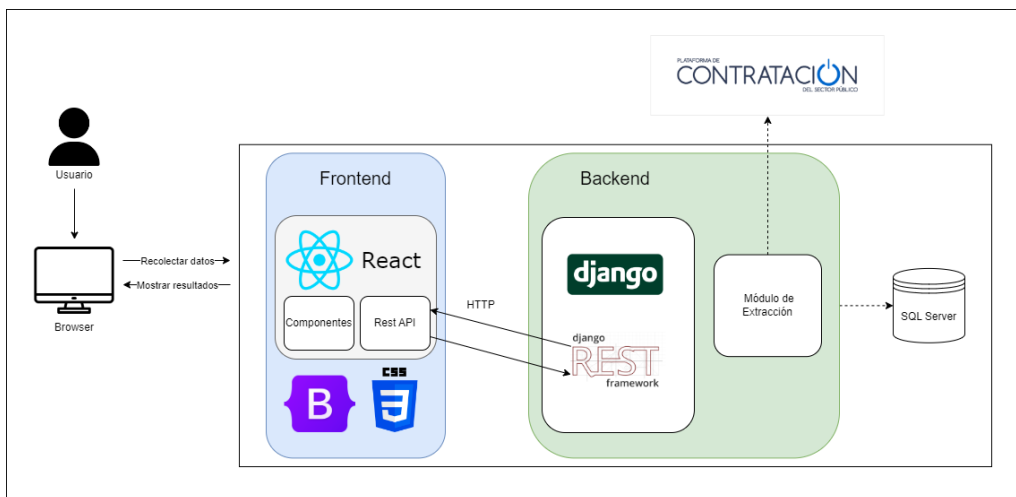 PLATAFORMA DE
CONTRATACIÓN
DEL SECTOR PÚBLICO
Usuario
Frontend
Backend
React
django
Recolectar datos
Mostrar resultados
Browser
Componentes
Rest API
HTTP
django
REST
framework
Módulo de
Extracción
SQL Server
CSS
3
B